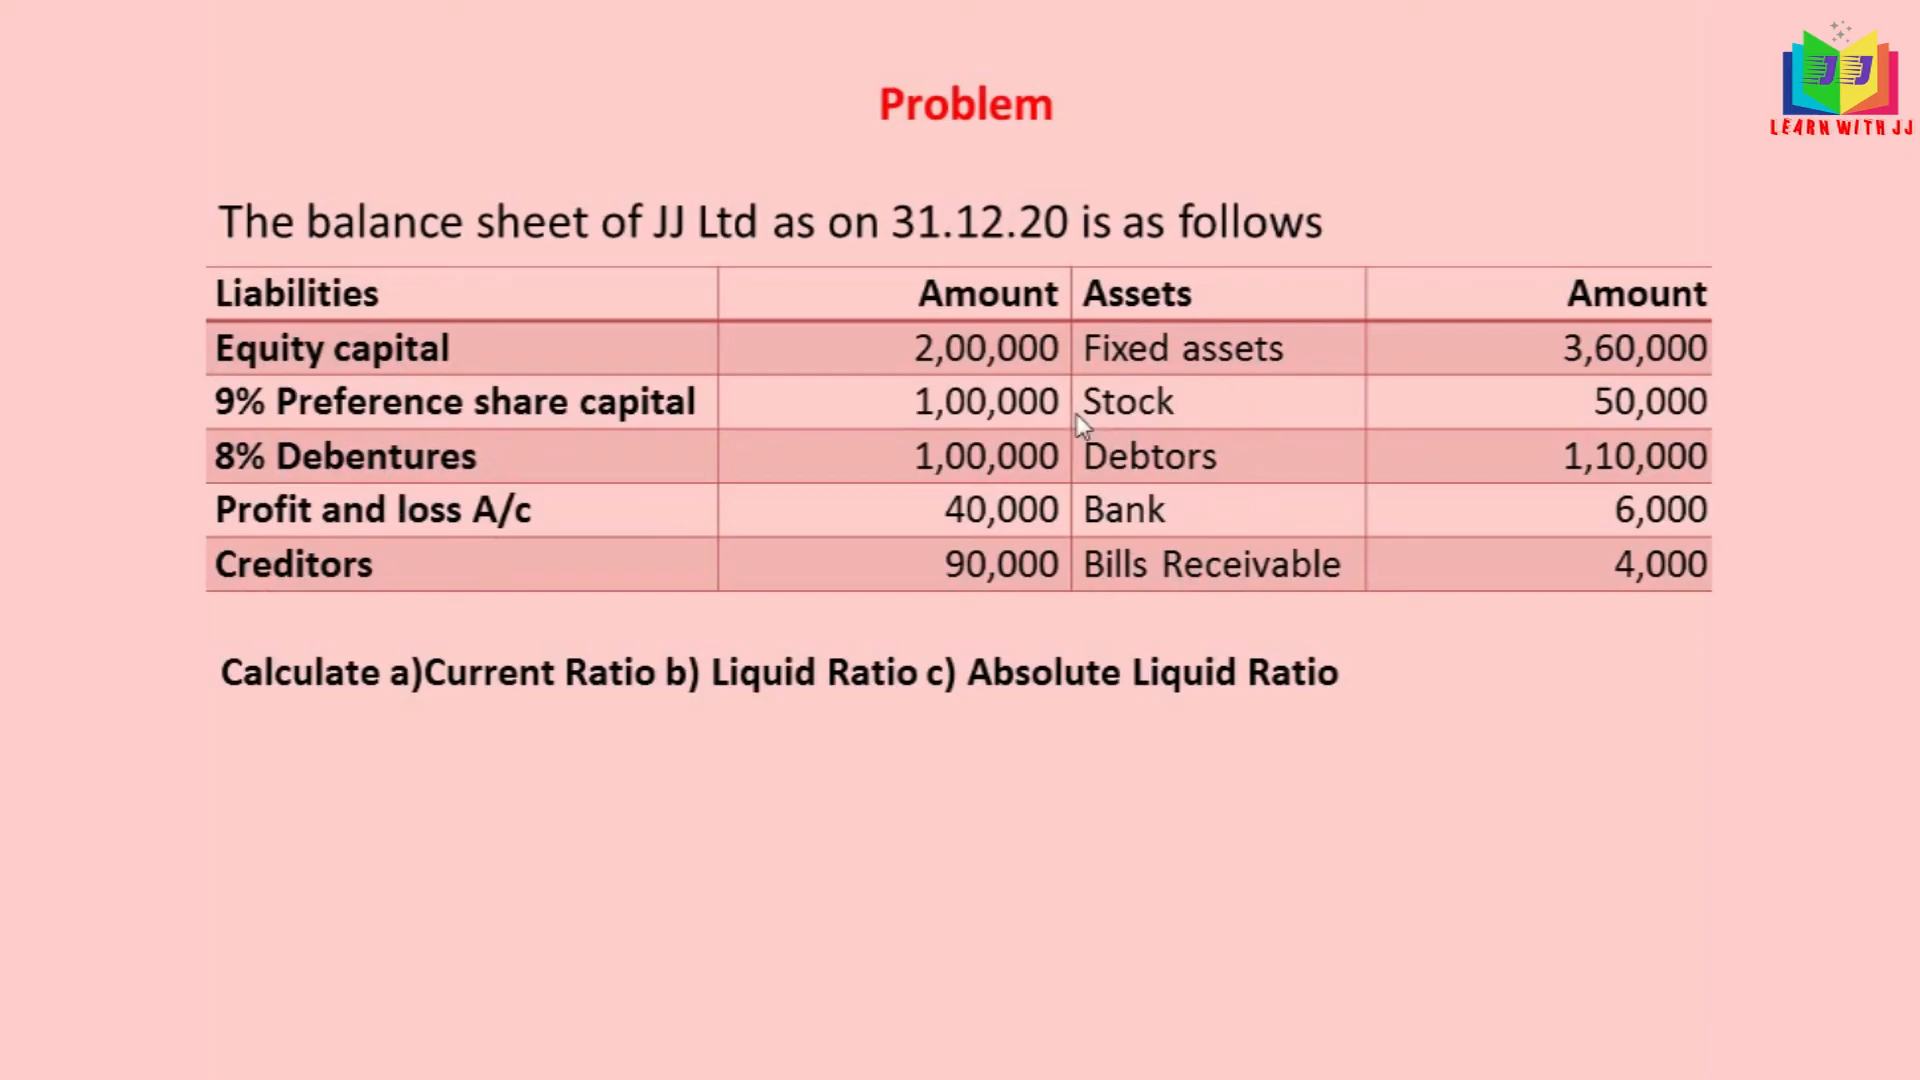 Problem
JJ
LEARN WITH JJ
The balance sheet of JJ Ltd as on 31.12.20 is as follows
Liabilities Amount Assets Amount
Equity capital 2,00,000 Fixed assets 3,60,000
9% Preference share capital 1,00,000 Stock 50,000
8% Debentures 1,00,000 Debtors 1,10,000
Profit and loss A/c 40,000 Bank 6,000
Creditors 90,000 Bills Receivable 4,000
Calculate a)Current Ratio b) Liquid Ratio c) Absolute Liquid Ratio